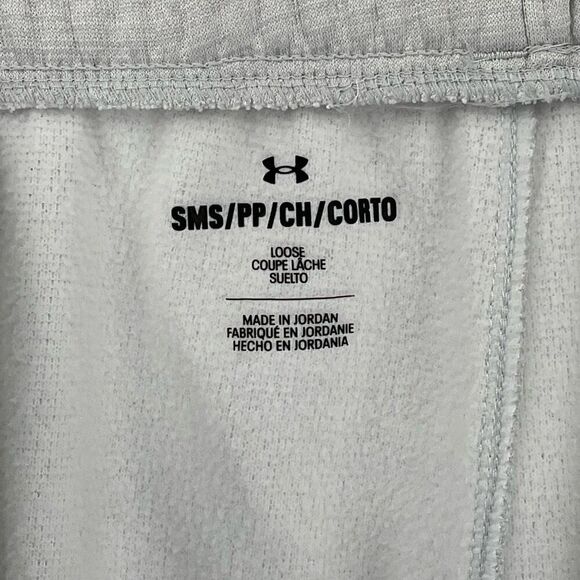 SMS/PP/CH/CORTO
LOOSE
COUPE LÂCHE
SUELTO
MADE IN JORDAN
FABRIQUÉ EN JORDANIE
HECHO EN JORDANIA